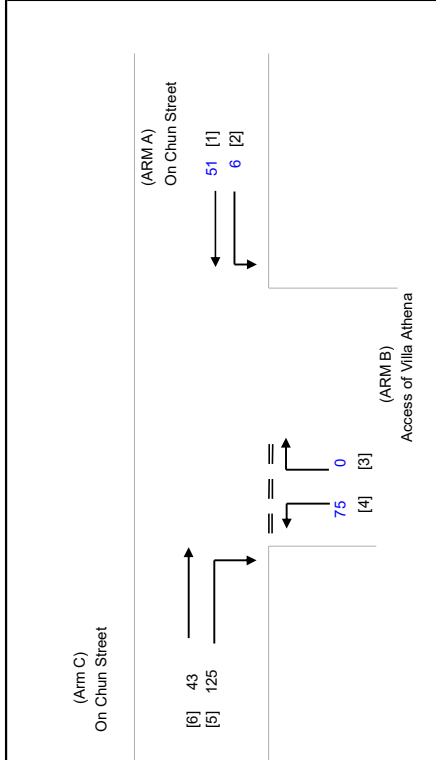 (Arm C)
On Chun Street
[6] 43
[5] 125
(ARM A)
On Chun Street
51 [1]
6 [2]
75
[4]
0
[3]
(ARM B)
Access of Villa Athena